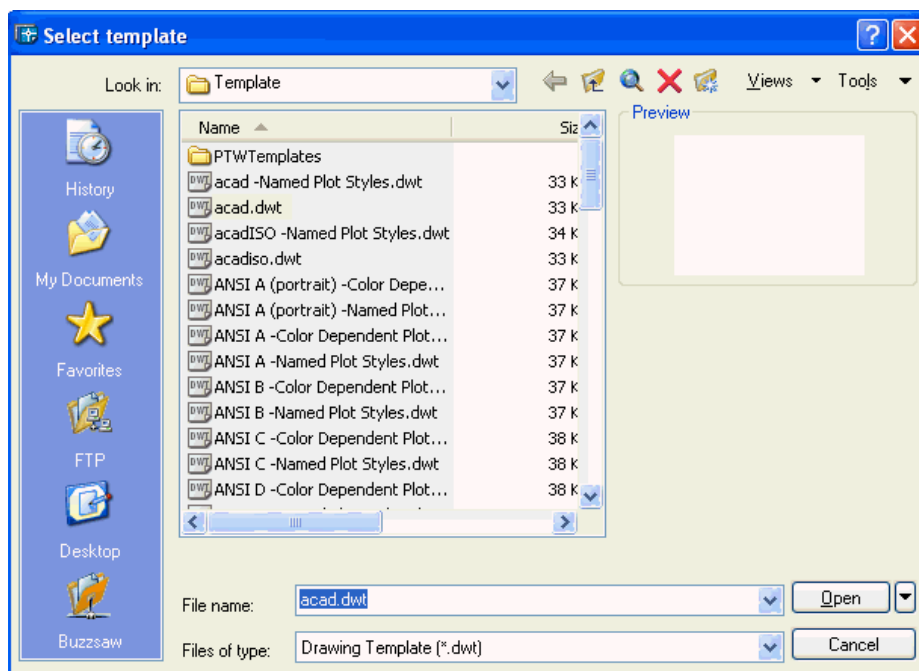 Select template
Look in: Template Views Tools
Name Siz
PTWTemplates
acad -Named Plot Styles.dwt 33 K
acad.dwt 33 K
acadISO -Named Plot Styles.dwt 34 K
acadiso.dwt 33 K
ANSI A (portrait) -Color Depe... 37 K
ANSI A (portrait) -Named Plot... 37 K
ANSI A -Color Dependent Plot... 37 K
ANSI A -Named Plot Styles.dwt 37 K
ANSI B -Color Dependent Plot... 37 K
ANSI B -Named Plot Styles.dwt 37 K
ANSI C -Color Dependent Plot... 38 K
ANSI C -Named Plot Styles.dwt 38 K
ANSI D -Color Dependent Plot... 38 K
Preview
History
My Documents
Favorites
FTP
Desktop
Buzzsaw
File name: acad.dwt Open
Files of type: Drawing Template (*.dwt) Cancel